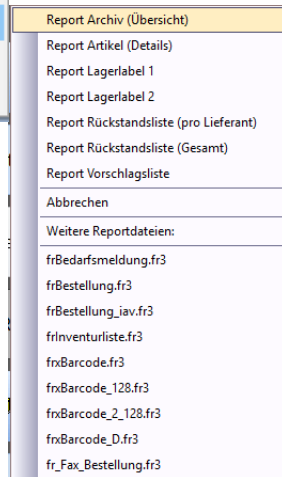 Report Archiv (Übersicht)
Report Artikel (Details)
Report Lagerlabel 1
Report Lagerlabel 2
Report Rückstandsliste (pro Lieferant)
Report Rückstandsliste (Gesamt)
Report Vorschlagsliste
Abbrechen
Weitere Reportdateien:
frBedarfsmeldung.fr3
frBestellung.fr3
frBestellung_iav.fr3
frInventurliste.fr3
frxBarcode.fr3
frxBarcode_128.fr3
frxBarcode_2_128.fr3
frxBarcode_D.fr3
fr_Fax_Bestellung.fr3